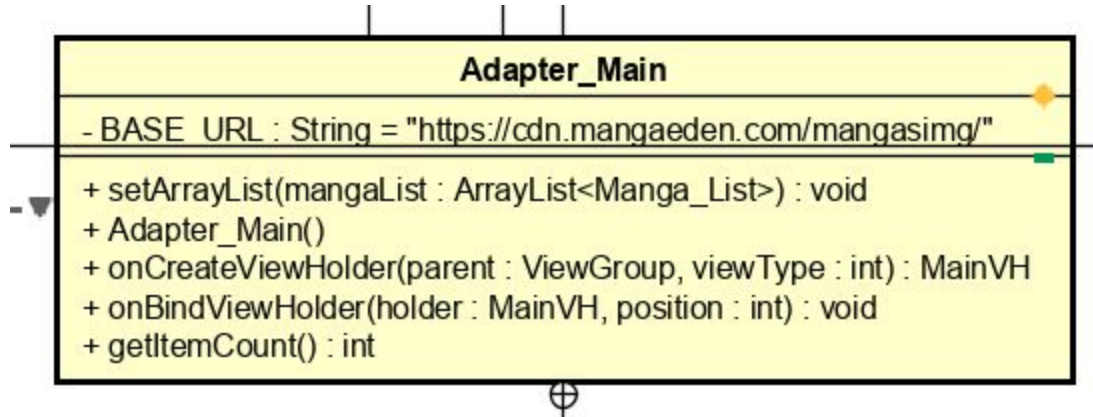 Adapter_Main
- BASE_URL : String = "https://cdn.mangaeden.com/mangasimg/"
+ setArrayList(mangaList : ArrayList<Manga_List>) : void
+ Adapter_Main()
+ onCreateViewHolder(parent : ViewGroup, viewType : int) : MainVH
+ onBindViewHolder(holder : MainVH, position : int) : void
+ getItemCount() : int